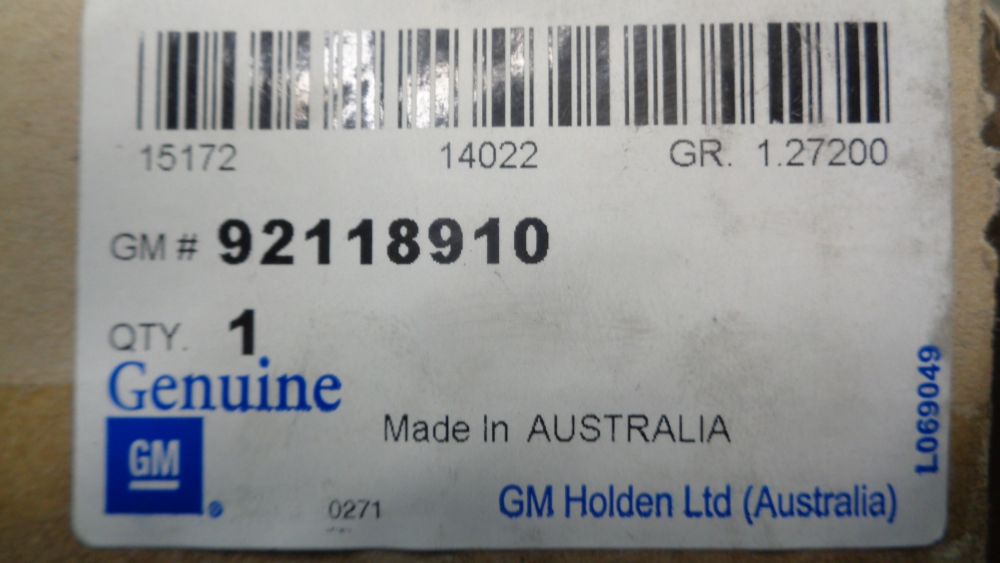 15172 14022 GR. 1.27200
GM # 92118910
QTY. 1
Genuine
GM
®
Made In AUSTRALIA
0271
GM Holden Ltd (Australia)
L069049